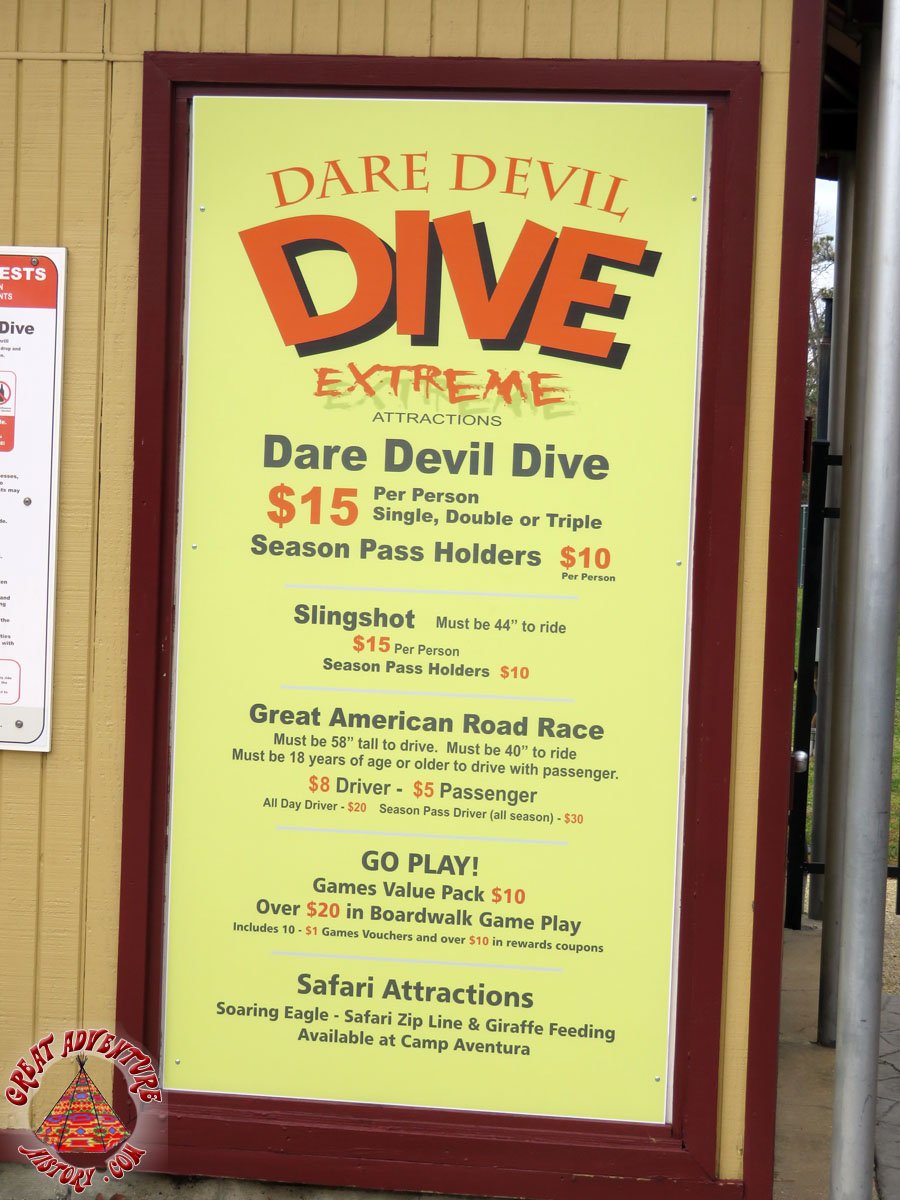 DARE DEVIL
DIVE
EXTREME
ATTRACTIONS
Dare Devil Dive
$15 Per Person
Single, Double or Triple
Season Pass Holders $10
Per Person
Slingshot Must be 44” to ride
$15 Per Person
Season Pass Holders $10
Great American Road Race
Must be 58” tall to drive. Must be 40” to ride
Must be 18 years of age or older to drive with passenger.
$8 Driver - $5 Passenger
All Day Driver - $20 Season Pass Driver (all season) - $30
GO PLAY!
Games Value Pack $10
Over $20 in Boardwalk Game Play
Includes 10 - $1 Games Vouchers and over $10 in rewards coupons
Safari Attractions
Soaring Eagle - Safari Zip Line & Giraffe Feeding
Available at Camp Aventura
ESTS
Dive
GREAT ADVENTURE
HISTORY.COM